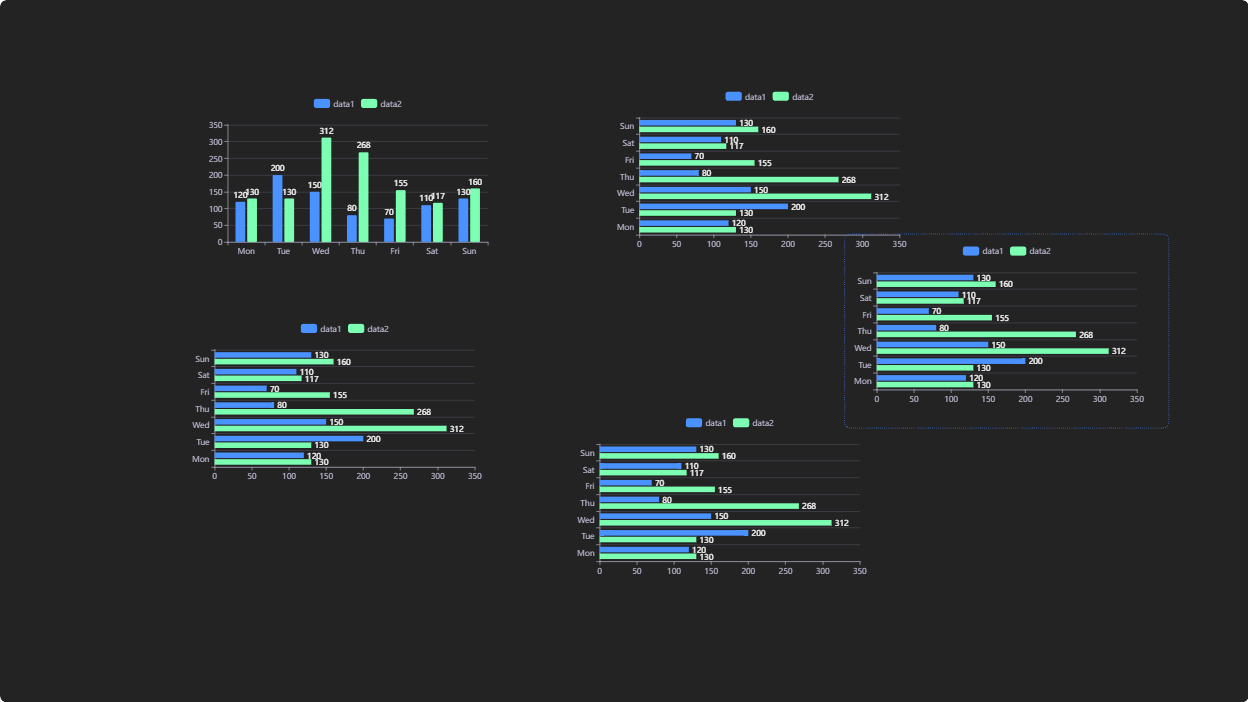 data1 data2
350
300
250
200
150
100
50
0
120 130 200 130 150 312 80 268 70 155 110 117 130 160
Mon Tue Wed Thu Fri Sat Sun
data1 data2
Sun 130 160
Sat 110 117
Fri 70 155
Thu 80 268
Wed 150 312
Tue 200 130
Mon 120 130
0 50 100 150 200 250 300 350
data1 data2
Sun 130 160
Sat 110 117
Fri 70 155
Thu 80 268
Wed 150 312
Tue 200 130
Mon 120 130
0 50 100 150 200 250 300 350
data1 data2
Sun 130 160
Sat 110 117
Fri 70 155
Thu 80 268
Wed 150 312
Tue 200 130
Mon 120 130
0 50 100 150 200 250 300 350
data1 data2
Sun 130 160
Sat 110 117
Fri 70 155
Thu 80 268
Wed 150 312
Tue 200 130
Mon 120 130
0 50 100 150 200 250 300 350